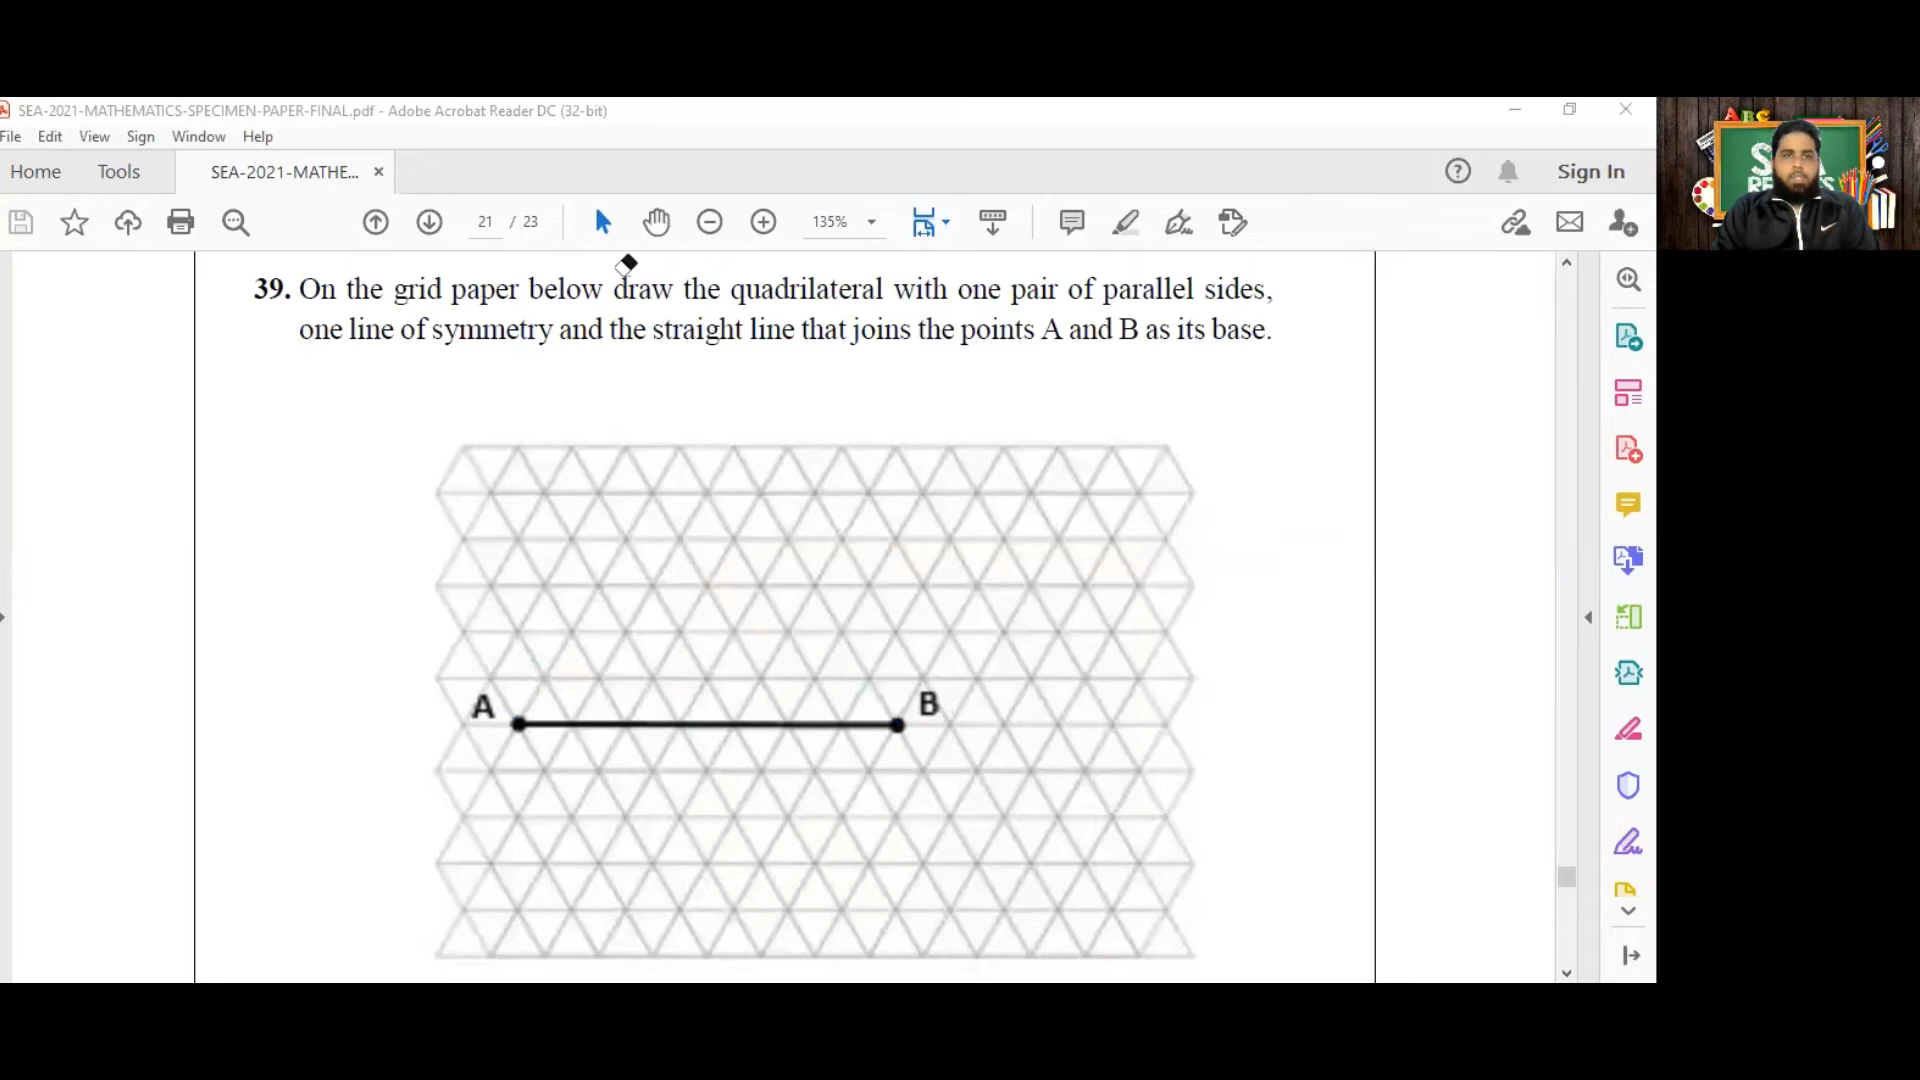 SEA-2021-MATHEMATICS-SPECIMEN-PAPER-FINAL.pdf - Adobe Acrobat Reader DC (32-bit)
File Edit View Sign Window Help
Home Tools SEA-2021-MATHE... × Sign In
21 / 23 135%
39. On the grid paper below draw the quadrilateral with one pair of parallel sides,
one line of symmetry and the straight line that joins the points A and B as its base.
A B
ABC